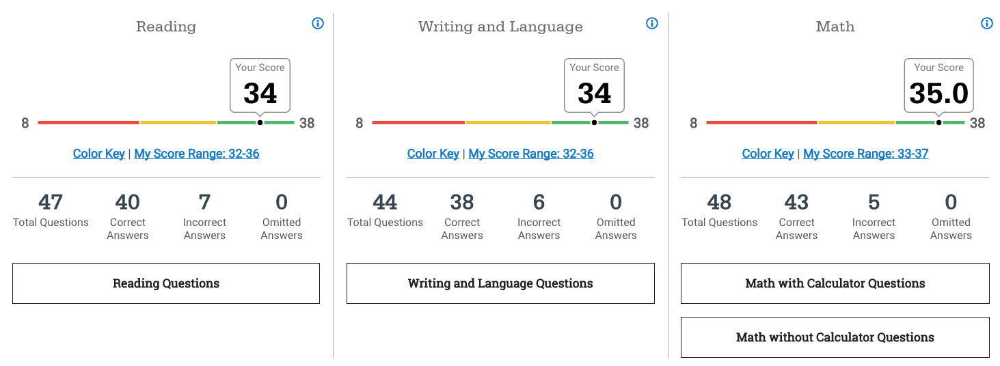 Reading
Your Score
34
8
38
Color Key | My Score Range: 32-36
47
Total Questions
40
Correct
Answers
7
Incorrect
Answers
0
Omitted
Answers
Reading Questions
Writing and Language
Your Score
34
8
38
Color Key | My Score Range: 32-36
44
Total Questions
38
Correct
Answers
6
Incorrect
Answers
0
Omitted
Answers
Writing and Language Questions
Math
Your Score
35.0
8
38
Color Key | My Score Range: 33-37
48
Total Questions
43
Correct
Answers
5
Incorrect
Answers
0
Omitted
Answers
Math with Calculator Questions
Math without Calculator Questions